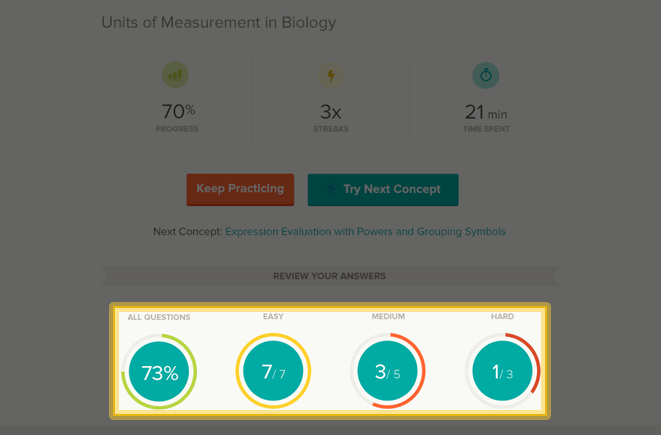 Units of Measurement in Biology
70% 3x 21 min
PROGRESS STREAKS TIME SPENT
Keep Practicing Try Next Concept
Next Concept: Expression Evaluation with Powers and Grouping Symbols
REVIEW YOUR ANSWERS
ALL QUESTIONS EASY MEDIUM HARD
73% 7/ 7 3/ 5 1/ 3